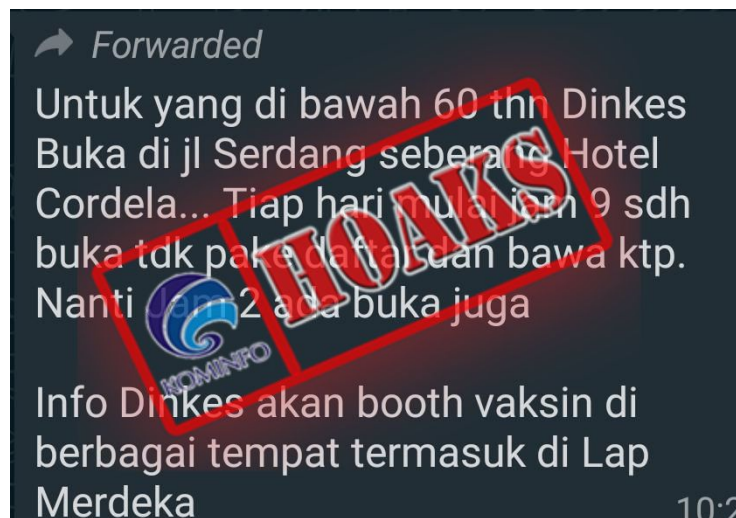 Forwarded
Untuk yang di bawah 60 thn Dinkes
Buka di jl Serdang seberang Hotel
Cordela... Tiap hari mulai jam 9 sdh
buka tdk pake daftar dan bawa ktp.
Nanti Jam 2 ada buka juga
HOAKS
KOMINFO
Info Dinkes akan booth vaksin di
berbagai tempat termasuk di Lap
Merdeka